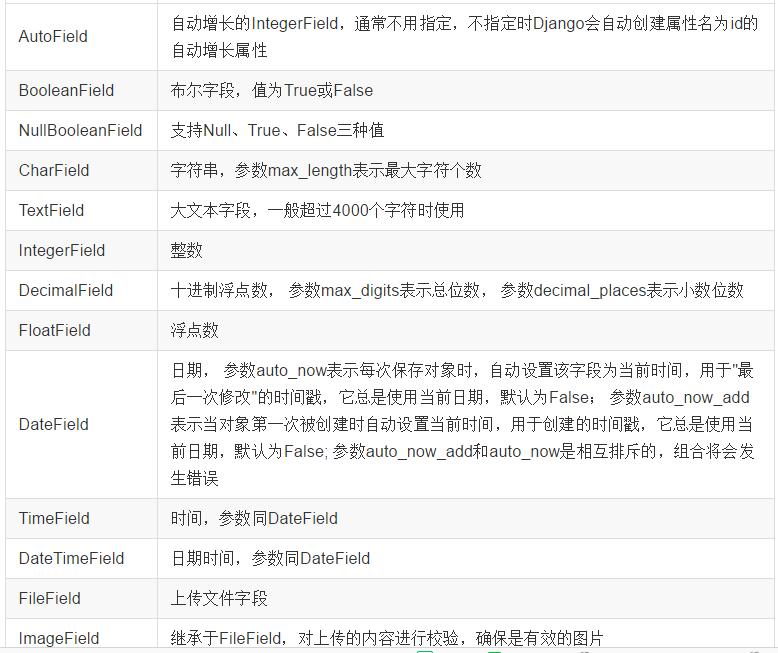 AutoField
自动增长的IntegerField，通常不用指定，不指定时Django会自动创建属性名为id的
自动增长属性
BooleanField
布尔字段，值为True或False
NullBooleanField
支持Null、True、False三种值
CharField
字符串，参数max_length表示最大字符个数
TextField
大文本字段，一般超过4000个字符时使用
IntegerField
整数
DecimalField
十进制浮点数， 参数max_digits表示总位数， 参数decimal_places表示小数位数
FloatField
浮点数
DateField
日期， 参数auto_now表示每次保存对象时，自动设置该字段为当前时间，用于"最
后一次修改"的时间戳，它总是使用当前日期，默认为False； 参数auto_now_add
表示当对象第一次被创建时自动设置当前时间，用于创建的时间戳，它总是使用当
前日期，默认为False; 参数auto_now_add和auto_now是相互排斥的，组合将会发
生错误
TimeField
时间，参数同DateField
DateTimeField
日期时间，参数同DateField
FileField
上传文件字段
ImageField
继承于FileField，对上传的内容进行校验，确保是有效的图片